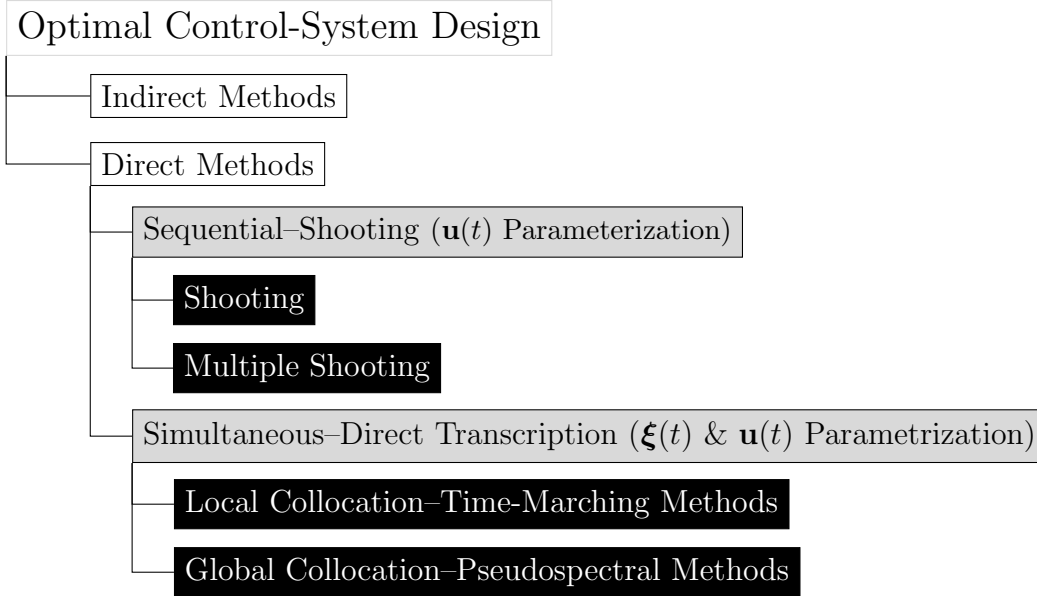 Optimal Control-System Design
Indirect Methods
Direct Methods
Sequential–Shooting (u(t) Parameterization)
Shooting
Multiple Shooting
Simultaneous–Direct Transcription (ξ(t) & u(t) Parametrization)
Local Collocation–Time-Marching Methods
Global Collocation–Pseudospectral Methods